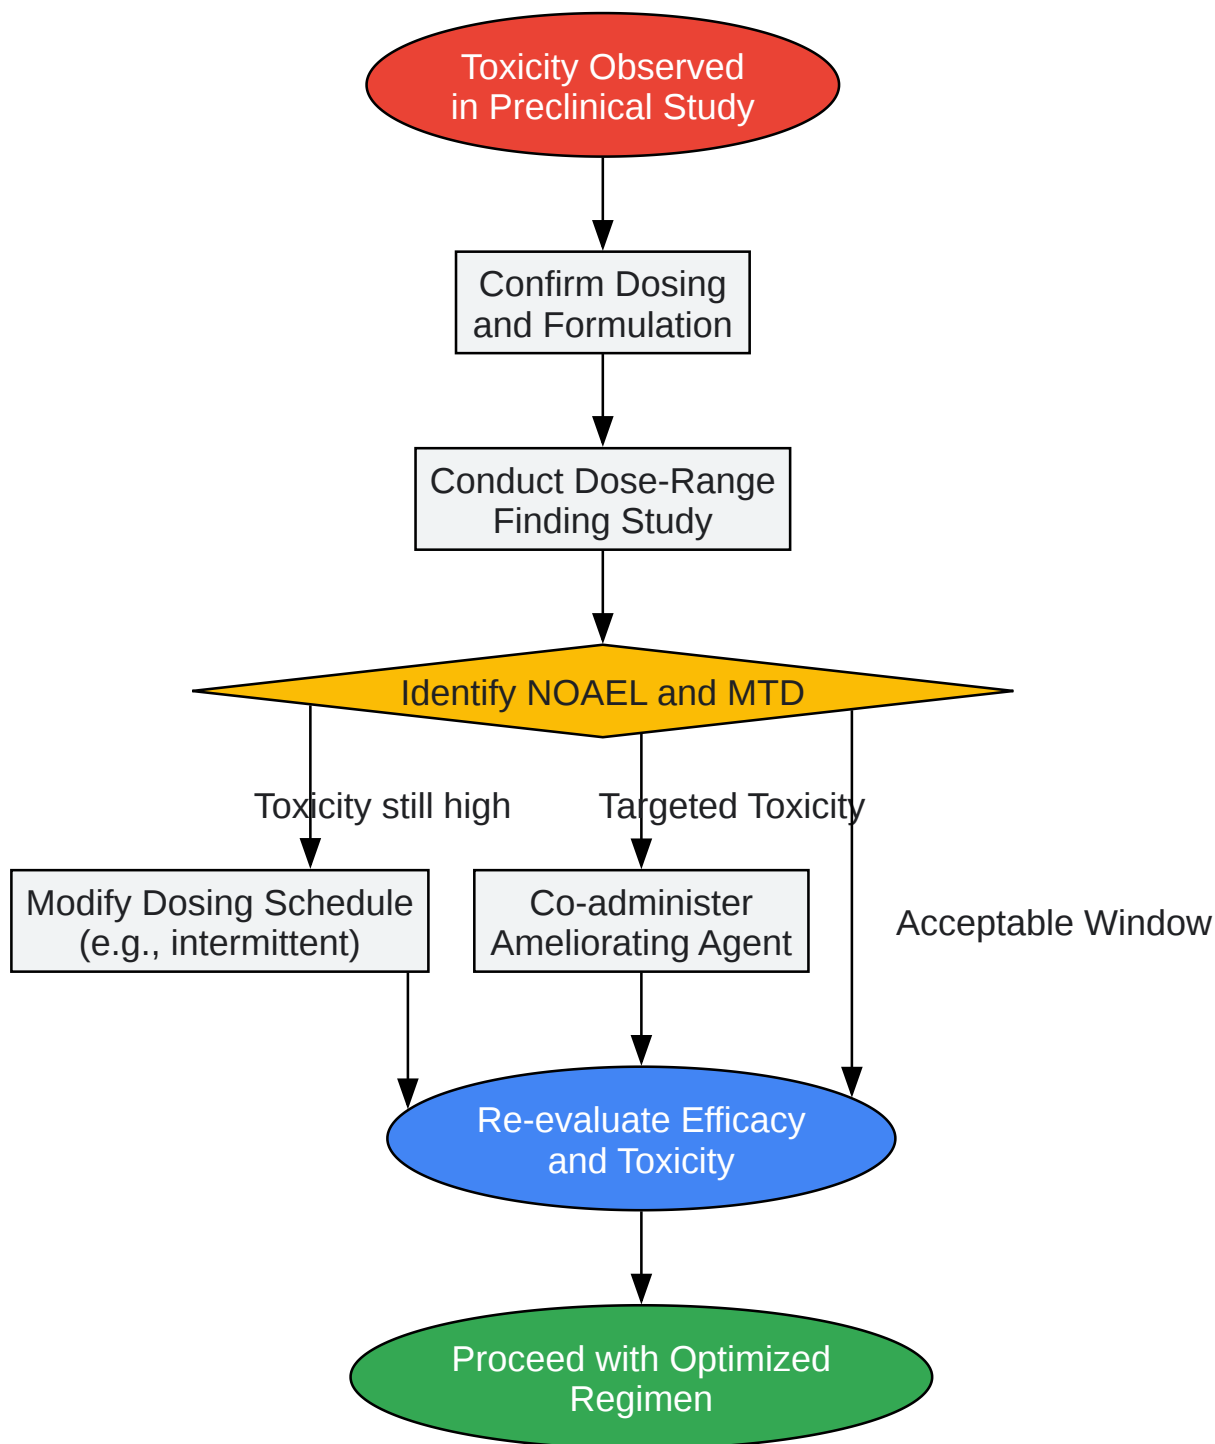 Toxicity Observed
in Preclinical Study
Confirm Dosing
and Formulation
Conduct Dose-Range
Finding Study
Identify NOAEL and MTD
Toxicity still high
Targeted Toxicity
Modify Dosing Schedule
(e.g., intermittent)
Co-administer
Ameliorating Agent
Acceptable Window
Re-evaluate Efficacy
and Toxicity
Proceed with Optimized
Regimen